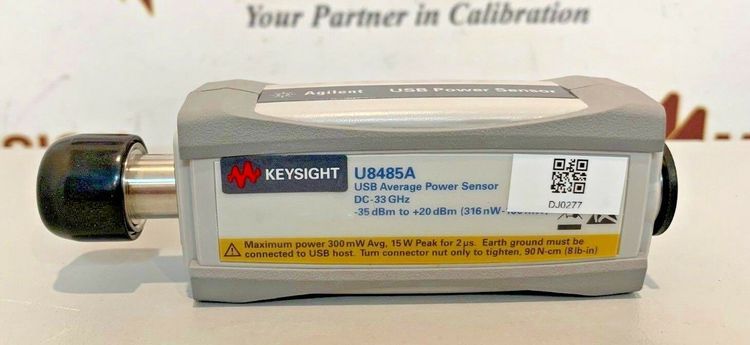 Your Partner in Calibration
Agilent USB Power Sensor
KEYSIGHT
U8485A
USB Average Power Sensor
DC-33 GHz
-35 dBm to +20 dBm (316 nW-
DJ0277
Maximum power 300 mW Avg, 15 W Peak for 2 µs. Earth ground must be
connected to USB host. Turn connector nut only to tighten, 90 N-cm (8 lb-in)